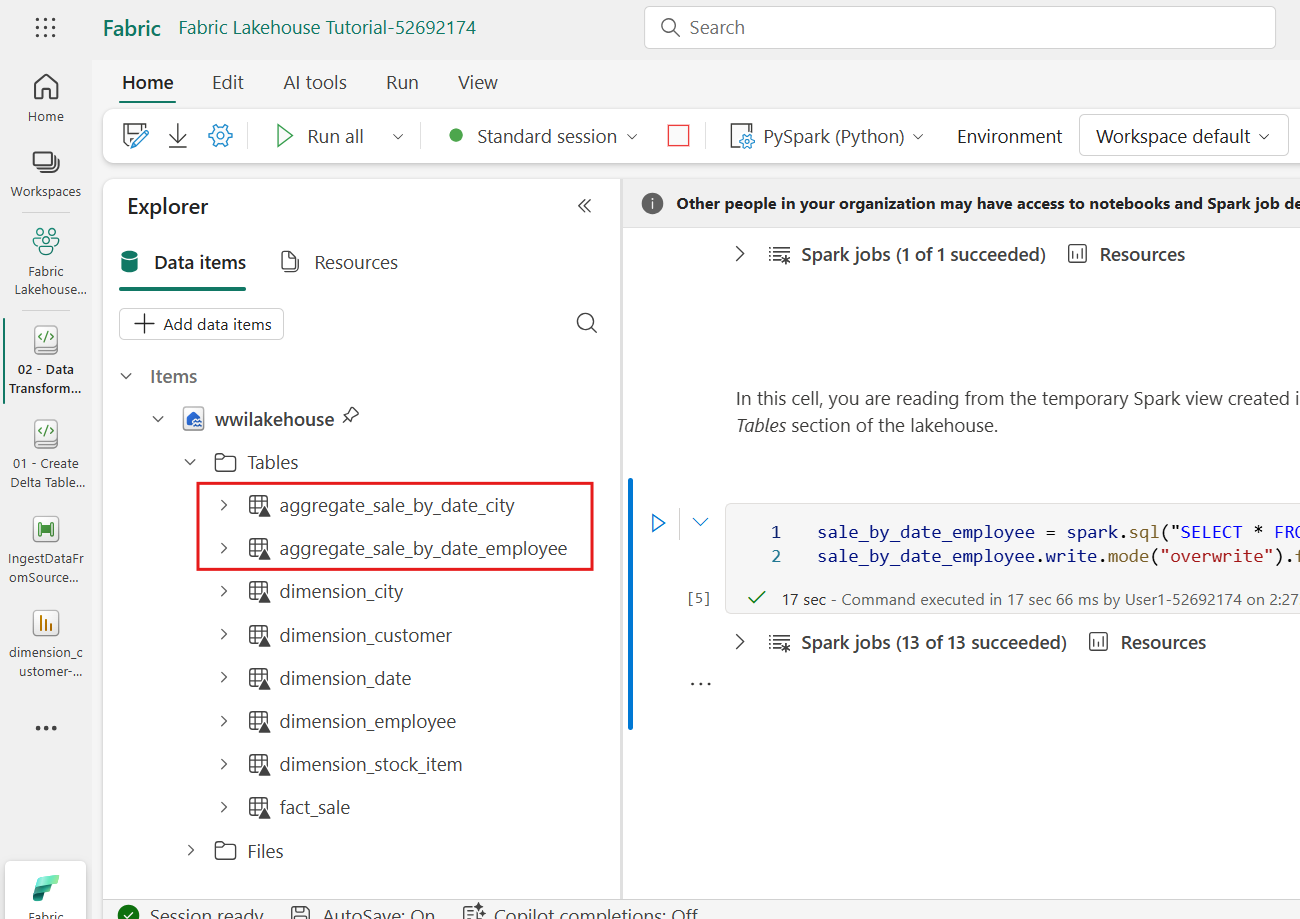 Fabric Fabric Lakehouse Tutorial-52692174 Search
Home
Workspaces
Fabric
Lakehouse...
02 - Data
Transform...
01 - Create
Delta Table...
IngestDataFr
omSource...
dimension_c
ustomer-...
Fabric
Home Edit AI tools Run View
Run all Standard session PySpark (Python) Environment Workspace default
Explorer
Data items Resources
Add data items
Items
wwilakehouse
Tables
aggregate_sale_by_date_city
aggregate_sale_by_date_employee
dimension_city
dimension_customer
dimension_date
dimension_employee
dimension_stock_item
fact_sale
Files
Other people in your organization may have access to notebooks and Spark job de
Spark jobs (1 of 1 succeeded) Resources
In this cell, you are reading from the temporary Spark view created i
Tables section of the lakehouse.
1 sale_by_date_employee = spark.sql("SELECT * FRO
2 sale_by_date_employee.write.mode("overwrite").f
[5] 17 sec - Command executed in 17 sec 66 ms by User1-52692174 on 2:27
Spark jobs (13 of 13 succeeded) Resources
...
Session ready AutoSave: On Copilot completions: Off